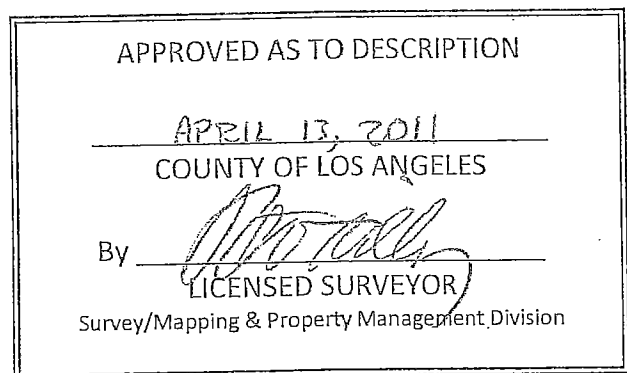 APPROVED AS TO DESCRIPTION
APRIL 13, 2011
COUNTY OF LOS ANGELES
By
LICENSED SURVEYOR
Survey/Mapping & Property Management Division